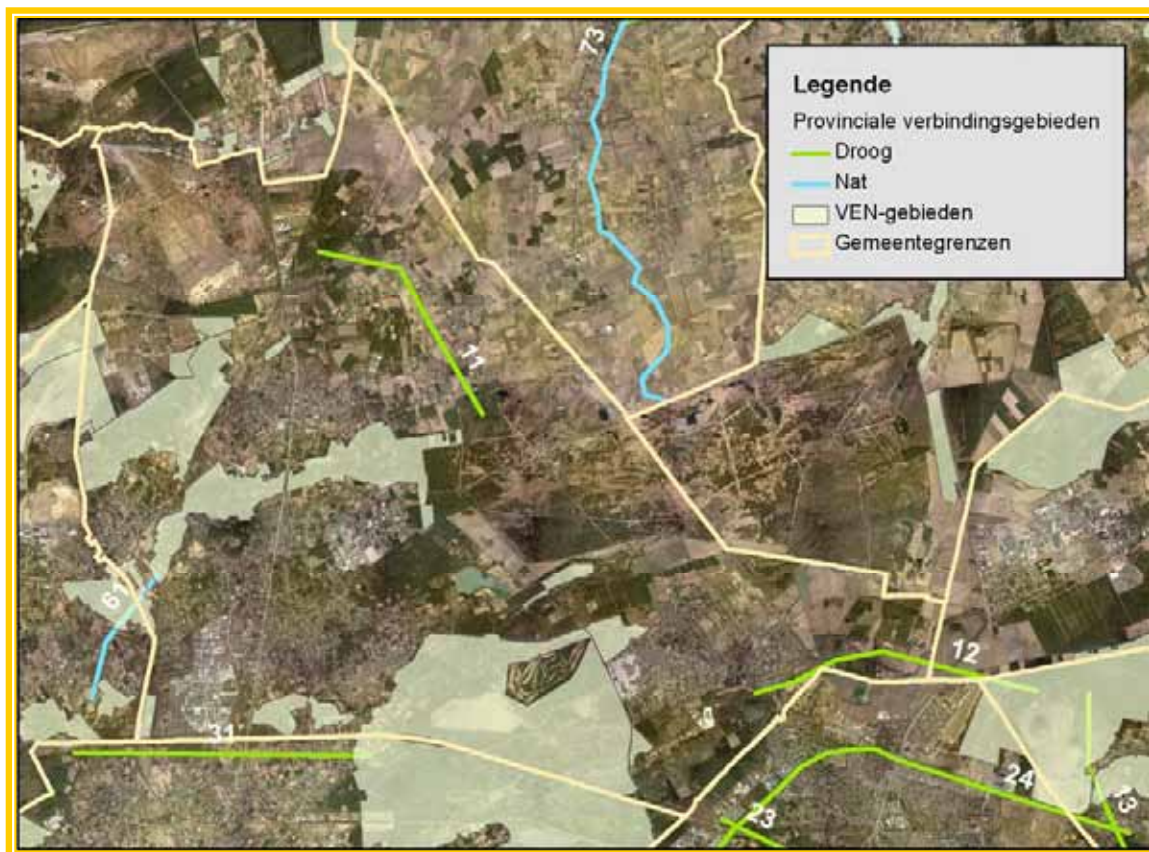 73
Legende
Provinciale verbindingsgebieden
Droog
Nat
VEN-gebieden
Gemeentegrenzen
11
61
12
31
24
13
23